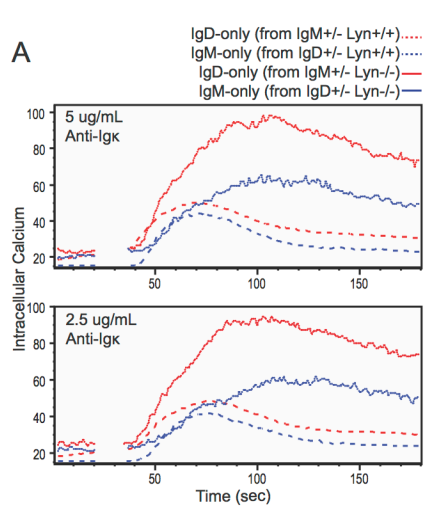 A
IgD-only (from IgM+/- Lyn+/+)
IgM-only (from IgD+/- Lyn+/+)
IgD-only (from IgM+/- Lyn-/-)
IgM-only (from IgD+/- Lyn-/-)
5 ug/mL
Anti-Igκ
100
80
60
40
20
50
100
150
Intracellular Calcium
2.5 ug/mL
Anti-Igκ
100
80
60
40
20
50
100
150
Time (sec)